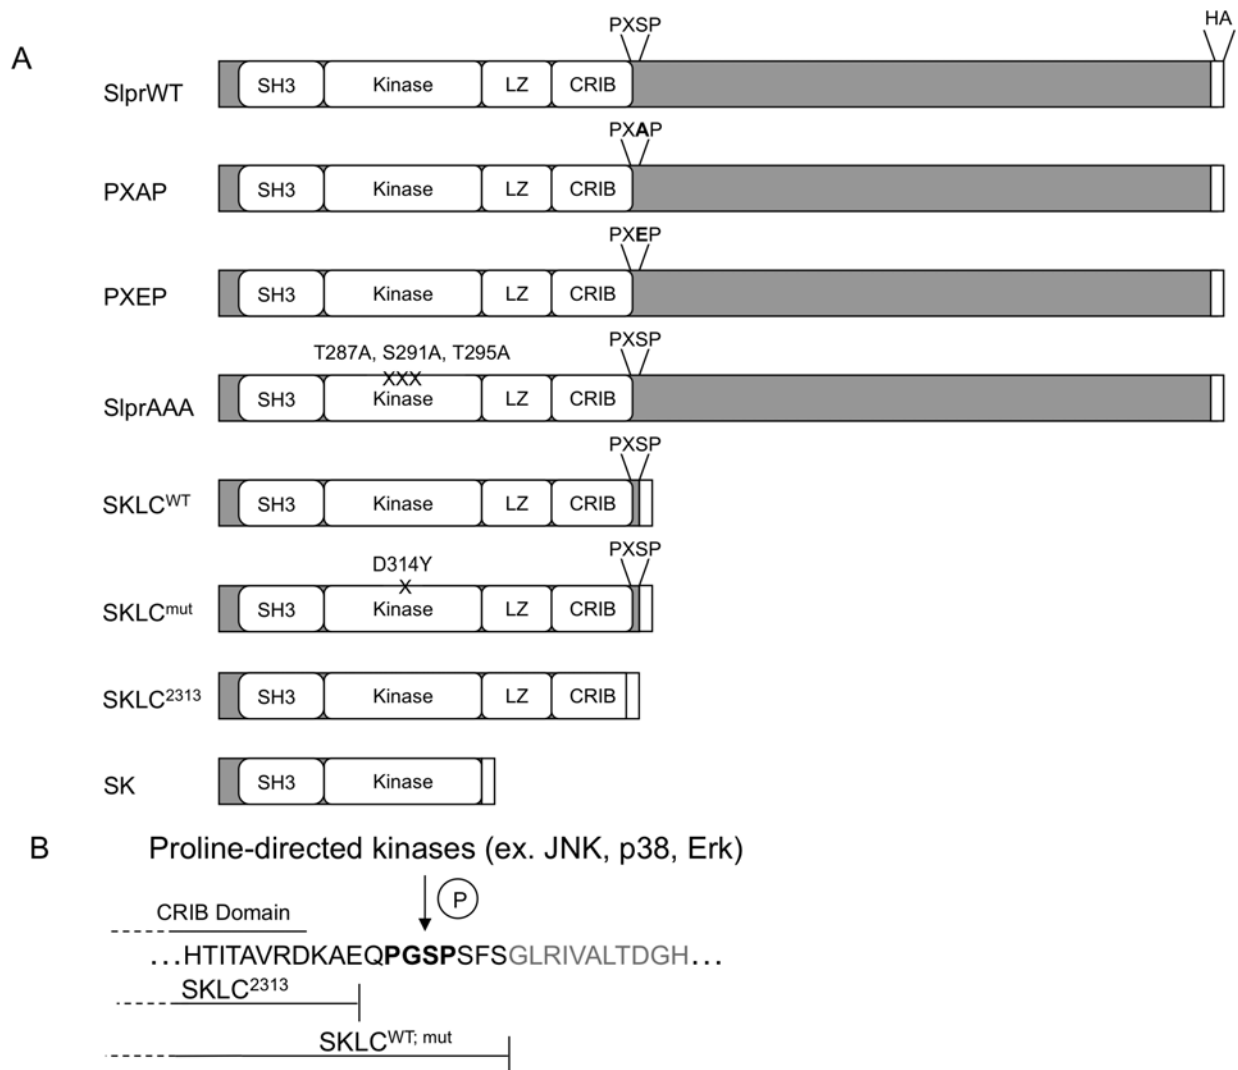 A
PXSP
HA
SlprWT
SH3 Kinase LZ CRIB
PXAP
PXAP
SH3 Kinase LZ CRIB
PXEP
PXEP
SH3 Kinase LZ CRIB
T287A, S291A, T295A
PXSP
XXX
SlprAAA
SH3 Kinase LZ CRIB
PXSP
SKLCWT
SH3 Kinase LZ CRIB
D314Y
PXSP
X
SKLCmut
SH3 Kinase LZ CRIB
SKLC2313
SH3 Kinase LZ CRIB
SK
SH3 Kinase
B
Proline-directed kinases (ex. JNK, p38, Erk)
P
CRIB Domain
...HTITAVRDKAEQPGSPSFSGLRIVALTDGH...
SKLC2313
SKLCWT; mut